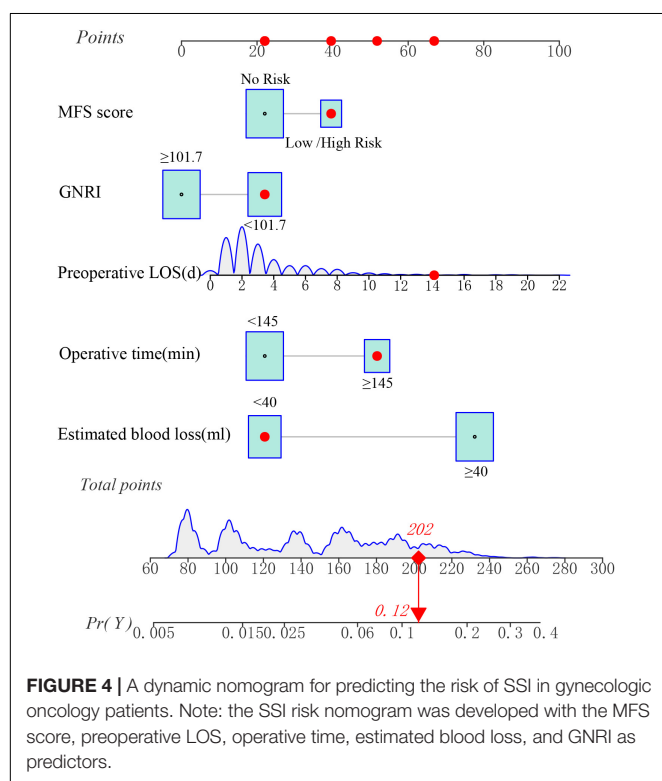 Points
0 20 40 60 80 100
No Risk
MFS score
Low /High Risk
≥101.7
GNRI
<101.7
Preoperative LOS(d)
0 2 4 6 8 10 12 14 16 18 20 22
<145
Operative time(min)
≥145
<40
Estimated blood loss(ml)
≥40
Total points
202
60 80 100 120 140 160 180 200 220 240 260 280 300
0.12
Pr(Y)
0.005 0.015 0.025 0.06 0.1 0.2 0.3 0.4
FIGURE 4 | A dynamic nomogram for predicting the risk of SSI in gynecologic
oncology patients. Note: the SSI risk nomogram was developed with the MFS
score, preoperative LOS, operative time, estimated blood loss, and GNRI as
predictors.